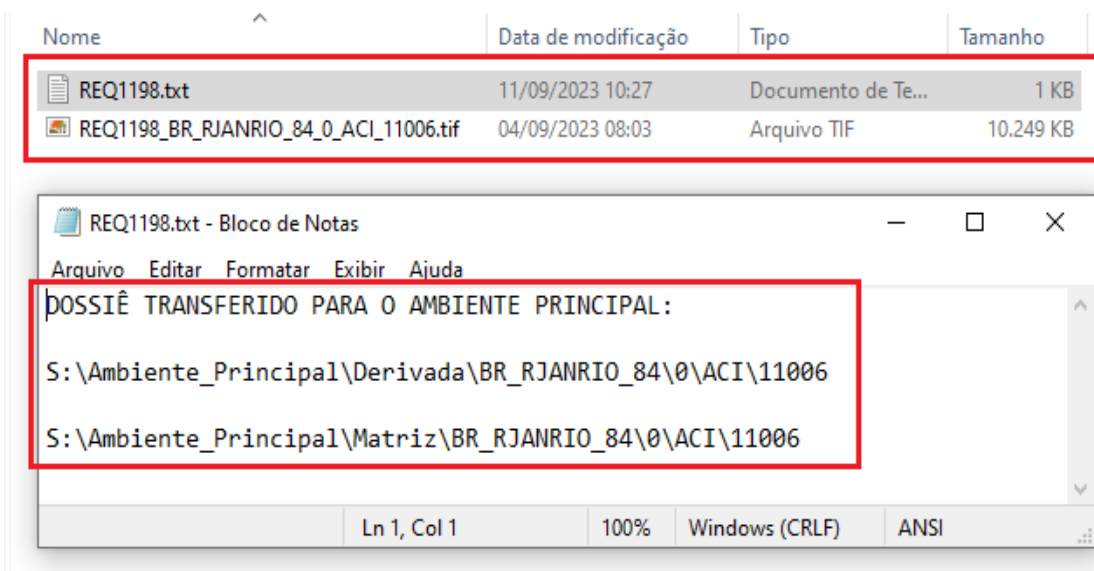 Nome Data de modificação Tipo Tamanho
REQ1198.txt 11/09/2023 10:27 Documento de Te... 1 KB
REQ1198_BR_RJANRIO_84_0_ACI_11006.tif 04/09/2023 08:03 Arquivo TIF 10.249 KB
REQ1198.txt - Bloco de Notas
Arquivo Editar Formatar Exibir Ajuda
DOSSIÊ TRANSFERIDO PARA O AMBIENTE PRINCIPAL:
S:\Ambiente_Principal\Derivada\BR_RJANRIO_84\0\ACI\11006
S:\Ambiente_Principal\Matriz\BR_RJANRIO_84\0\ACI\11006
Ln 1, Col 1 100% Windows (CRLF) ANSI